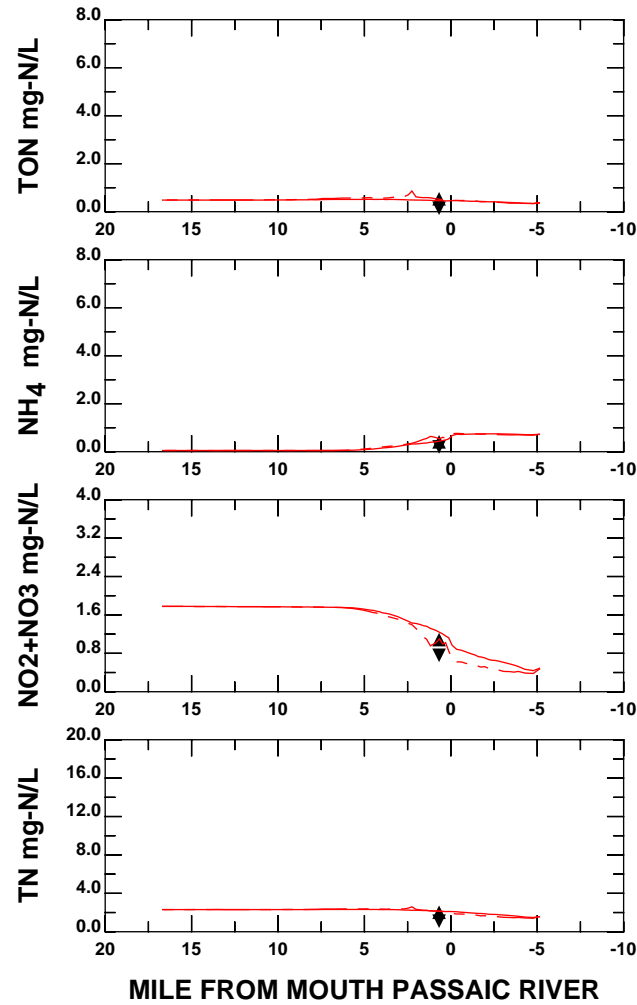 TON mg-N/L
8.0
6.0
4.0
2.0
0.0
20 15 10 5 0 -5 -10
NH4 mg-N/L
8.0
6.0
4.0
2.0
0.0
20 15 10 5 0 -5 -10
NO2+NO3 mg-N/L
4.0
3.2
2.4
1.6
0.8
0.0
20 15 10 5 0 -5 -10
TN mg-N/L
20.0
16.0
12.0
8.0
4.0
0.0
20 15 10 5 0 -5 -10
MILE FROM MOUTH PASSAIC RIVER